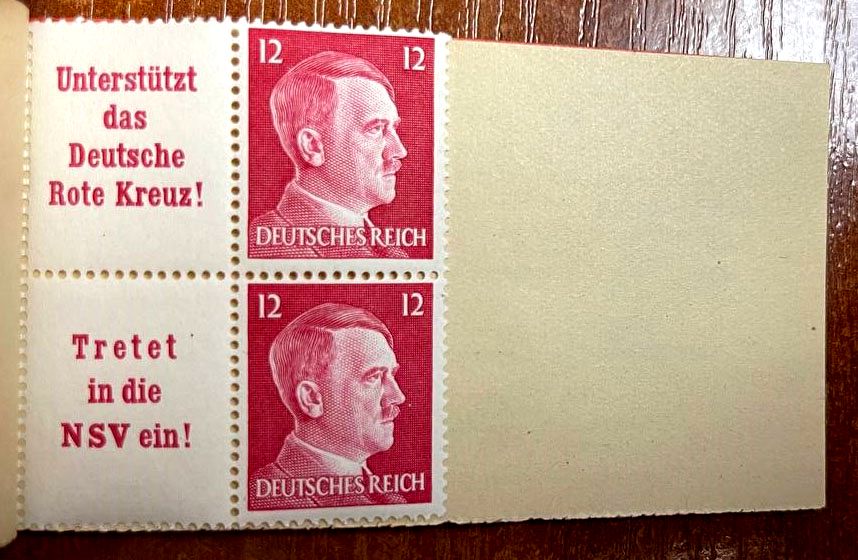 Unterstützt
das
Deutsche
Rote Kreuz!
12 12
DEUTSCHES REICH
Tretet
in die
NSV ein!
12 12
DEUTSCHES REICH